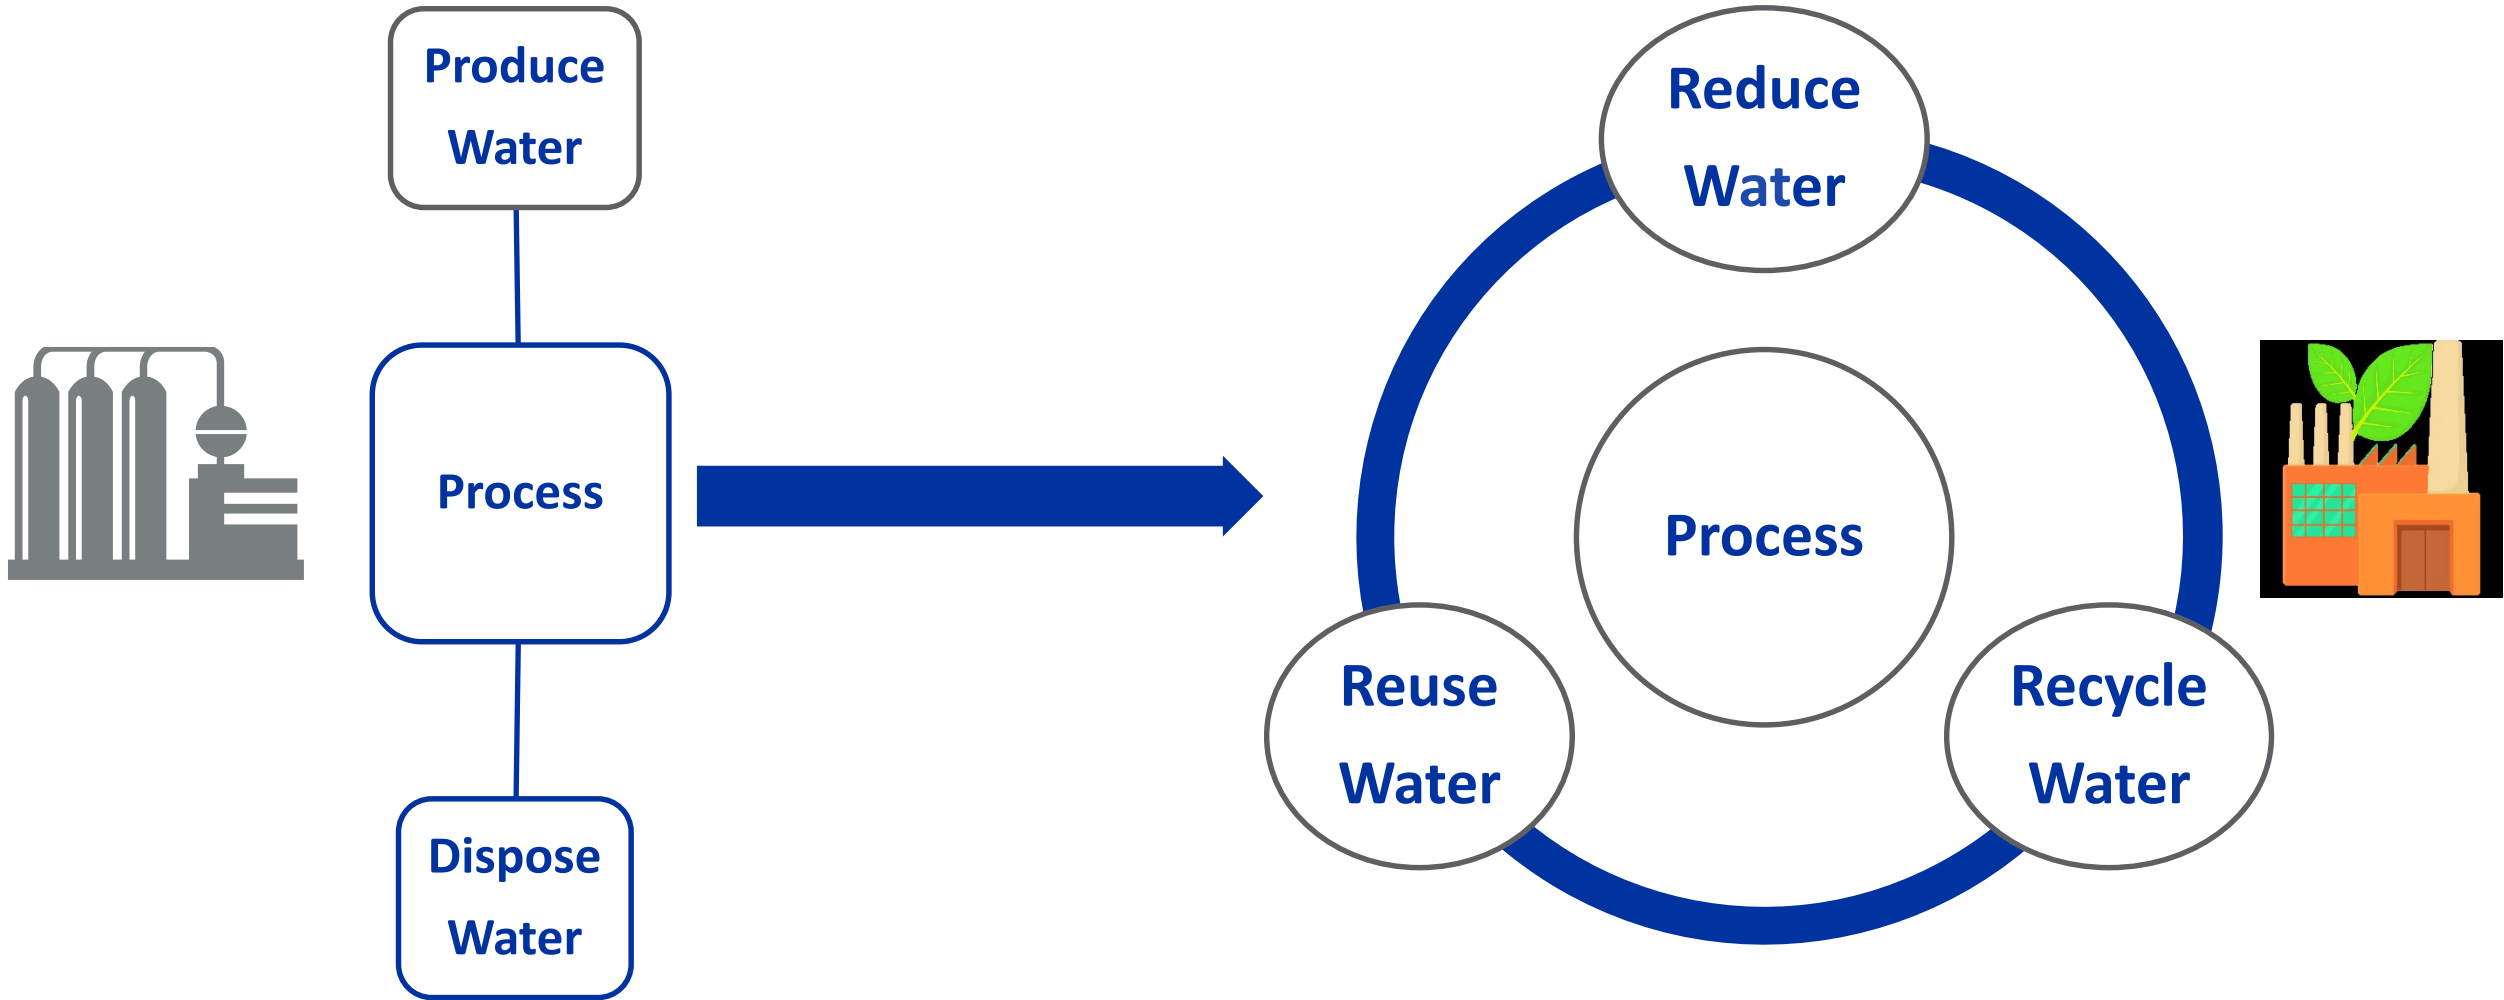 Produce
Water
Process
Dispose
Water
Reduce
Water
Process
Reuse
Water
Recycle
Water